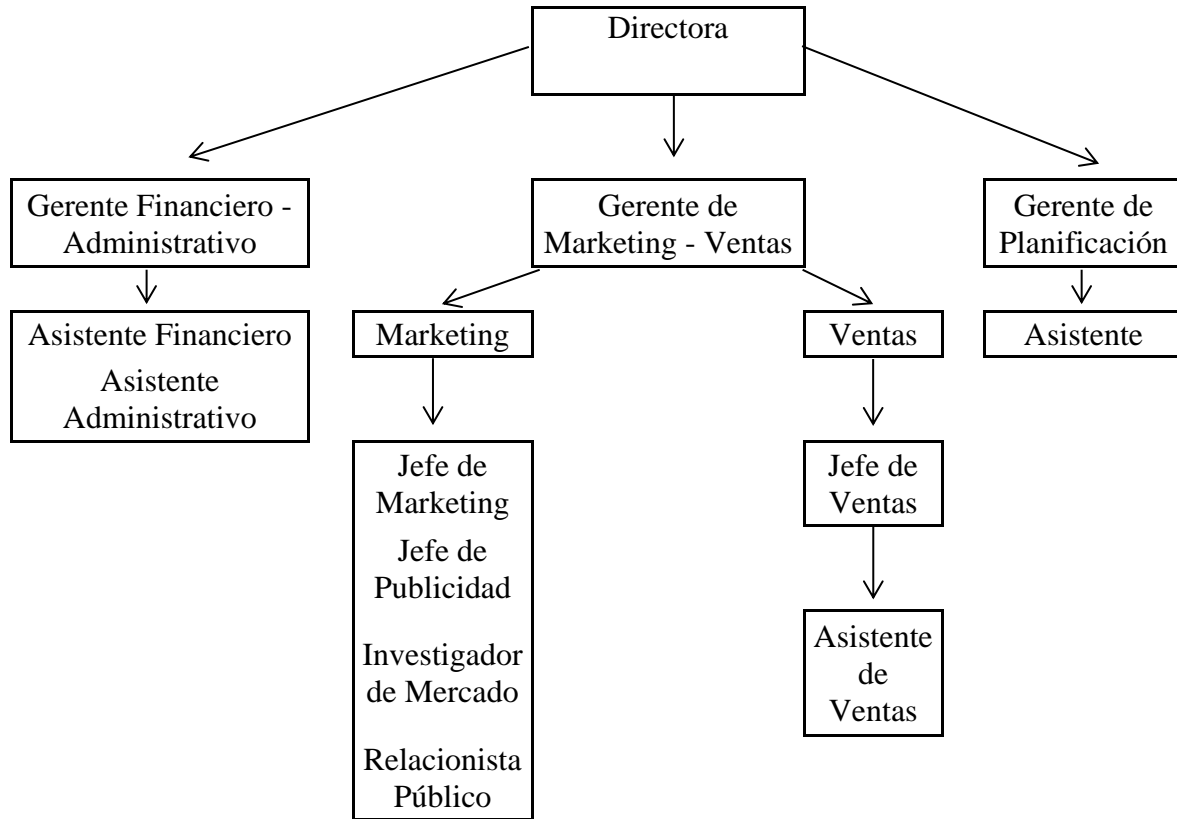 Directora
Gerente Financiero -
Administrativo
Gerente de
Marketing - Ventas
Gerente de
Planificación
Asistente Financiero
Asistente
Administrativo
Marketing
Ventas
Asistente
Jefe de
Marketing
Jefe de
Publicidad
Investigador
de Mercado
Relacionista
Público
Jefe de
Ventas
Asistente
de
Ventas